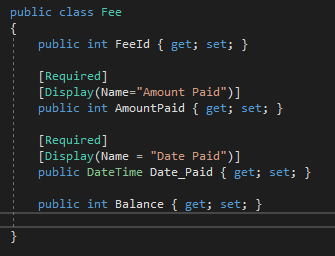 public class Fee
{
public int FeeId { get; set; }
[Required]
[Display(Name="Amount Paid")]
public int AmountPaid { get; set; }
[Required]
[Display(Name = "Date Paid")]
public DateTime Date_Paid { get; set; }
public int Balance { get; set; }
}